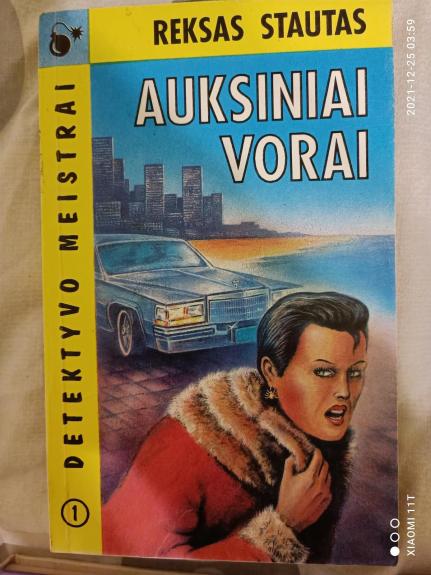 REKSAS STAUTAS
AUKSINIAI
VORAI
DETEKTYVO MEISTRAI
1
2021-12-25 03:59
XIAOMI 11T